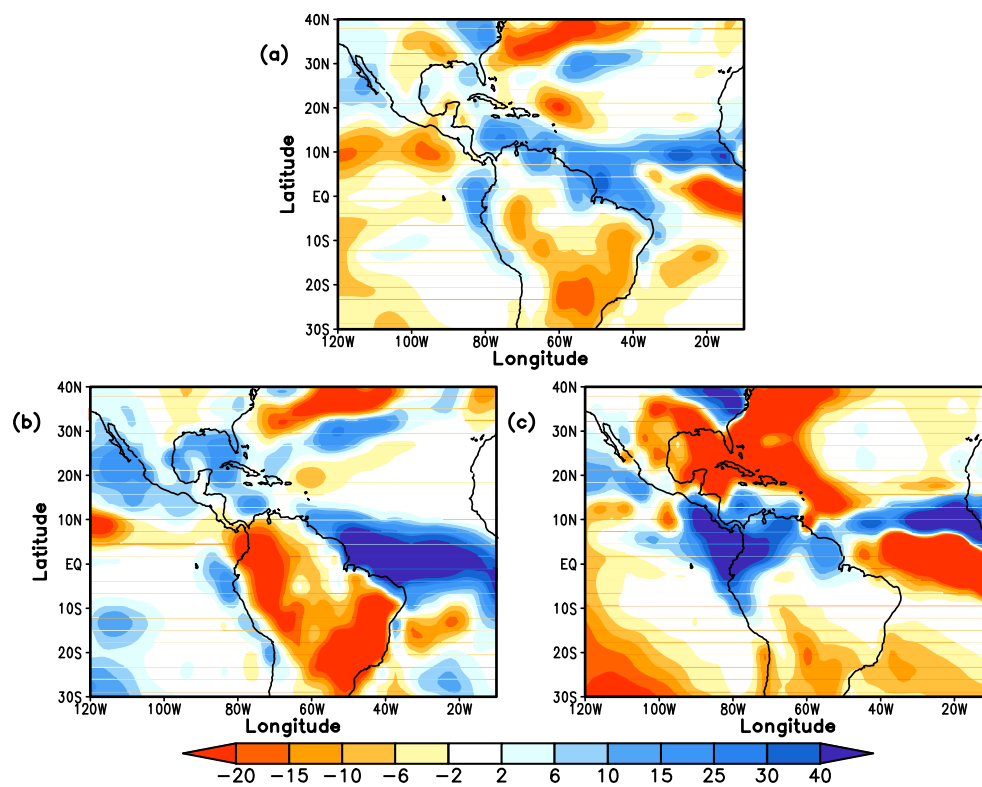 (a)
Latitude
40N
30N
20N
10N
EQ
10S
20S
30S
120W 100W 80W 60W 40W 20W
Longitude
(b)
Latitude
40N
30N
20N
10N
EQ
10S
20S
30S
120W 100W 80W 60W 40W 20W
Longitude
(c)
40N
30N
20N
10N
EQ
10S
20S
30S
120W 100W 80W 60W 40W 20W
Longitude
−20 −15 −10 −6 −2 2 6 10 15 25 30 40